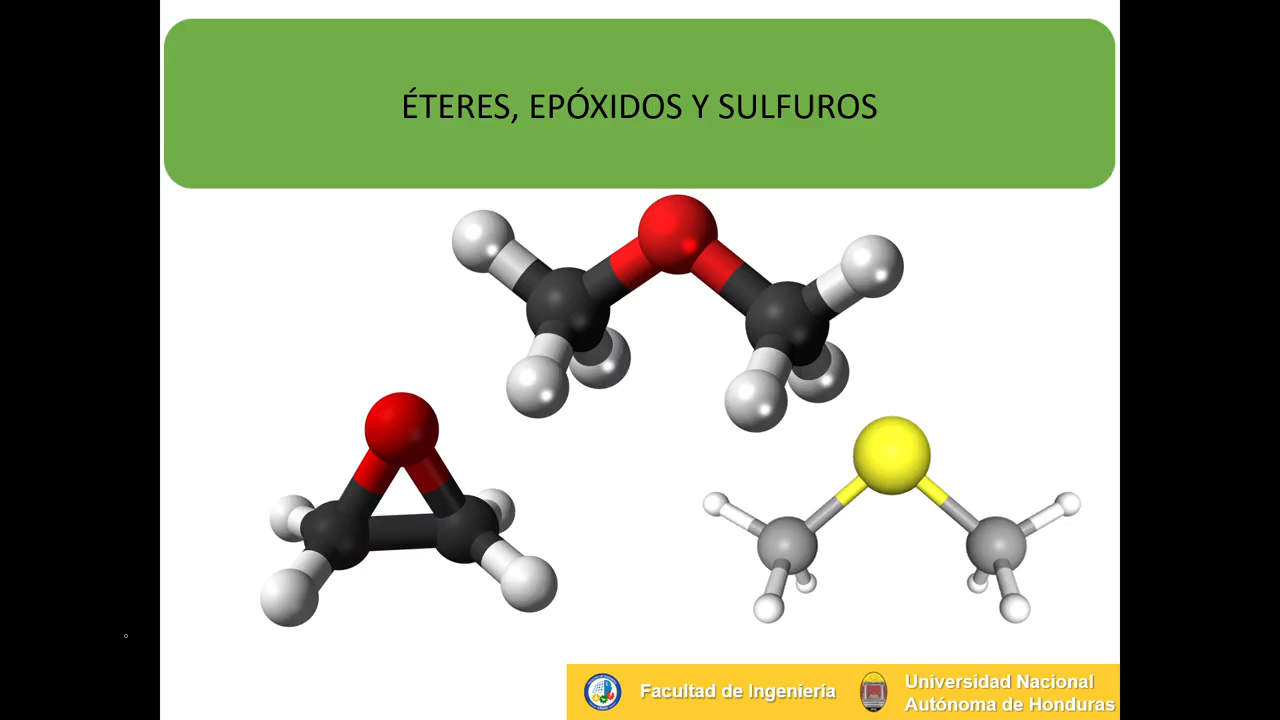 ÉTERES, EPÓXIDOS Y SULFUROS
Facultad de Ingeniería
Universidad Nacional
Autónoma de Honduras